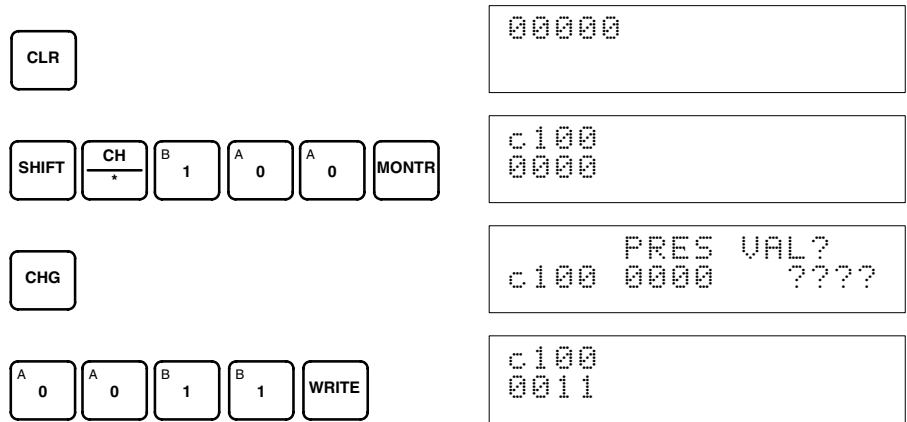 CLR
00000
SHIFT CH * B 1 A 0 A 0 MONTR
c100
0000
CHG
PRES VAL?
c100 0000 ????
A 0 A 0 B 1 B 1 WRITE
c100
0011